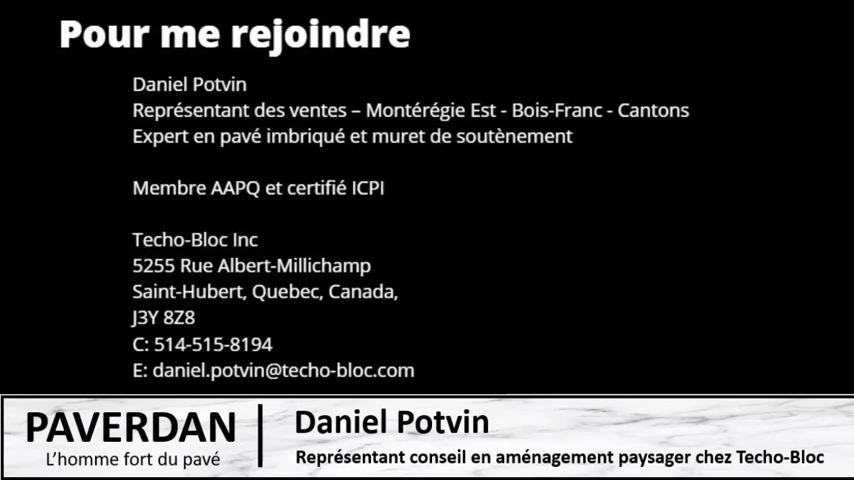 Pour me rejoindre
Daniel Potvin
Représentant des ventes – Montérégie Est - Bois-Franc - Cantons
Expert en pavé imbriqué et muret de soutènement
Membre AAPQ et certifié ICPI
Techo-Bloc Inc
5255 Rue Albert-Millichamp
Saint-Hubert, Quebec, Canada,
J3Y 8Z8
C: 514-515-8194
E: daniel.potvin@techo-bloc.com
PAVERDAN
L’homme fort du pavé
Daniel Potvin
Représentant conseil en aménagement paysager chez Techo-Bloc